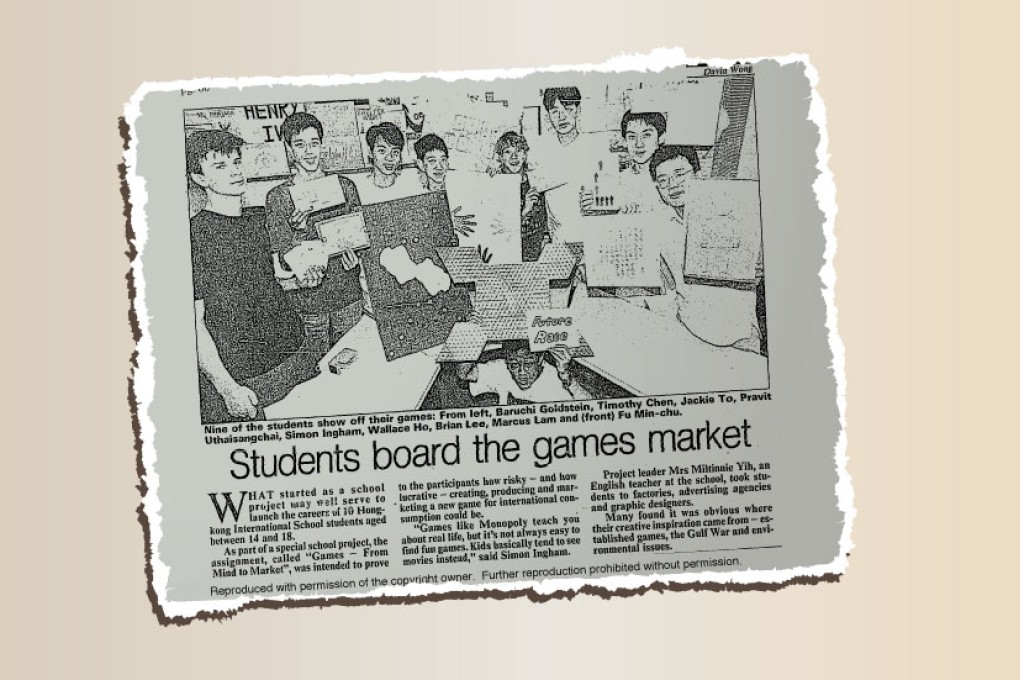 Davin Wong
HENRY
IV
Future
Race
Nine of the students show off their games: From left, Baruchi Goldstein, Timothy Chen, Jackie To, Pravit
Uthaisangchai, Simon Ingham, Wallace Ho, Brian Lee, Marcus Lam and (front) Fu Min-chu.
Students board the games market
WHAT started as a school
project may well serve to
launch the careers of 10 Hong-
kong International School students aged
between 14 and 18.
As part of a special school project, the
assignment, called "Games – From
Mind to Market", was intended to prove
to the participants how risky – and how
lucrative – creating, producing and mar-
keting a new game for international con-
sumption could be.
"Games like Monopoly teach you
about real life, but it's not always easy to
find fun games. Kids basically tend to see
movies instead," said Simon Ingham.
Project leader Mrs Miltinnie Yih, an
English teacher at the school, took stu-
dents to factories, advertising agencies
and graphic designers.
Many found it was obvious where
their creative inspiration came from – es-
tablished games, the Gulf War and envi-
ronmental issues.
Reproduced with permission of the copyright owner. Further reproduction prohibited without permission.